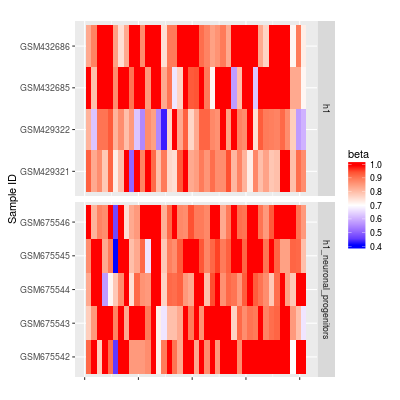 Sample ID
GSM432686
GSM432685
GSM429322
GSM429321
h1
GSM675546
GSM675545
GSM675544
GSM675543
GSM675542
h1_neuronal_progenitors
beta
1.0
0.9
0.8
0.7
0.6
0.5
0.4